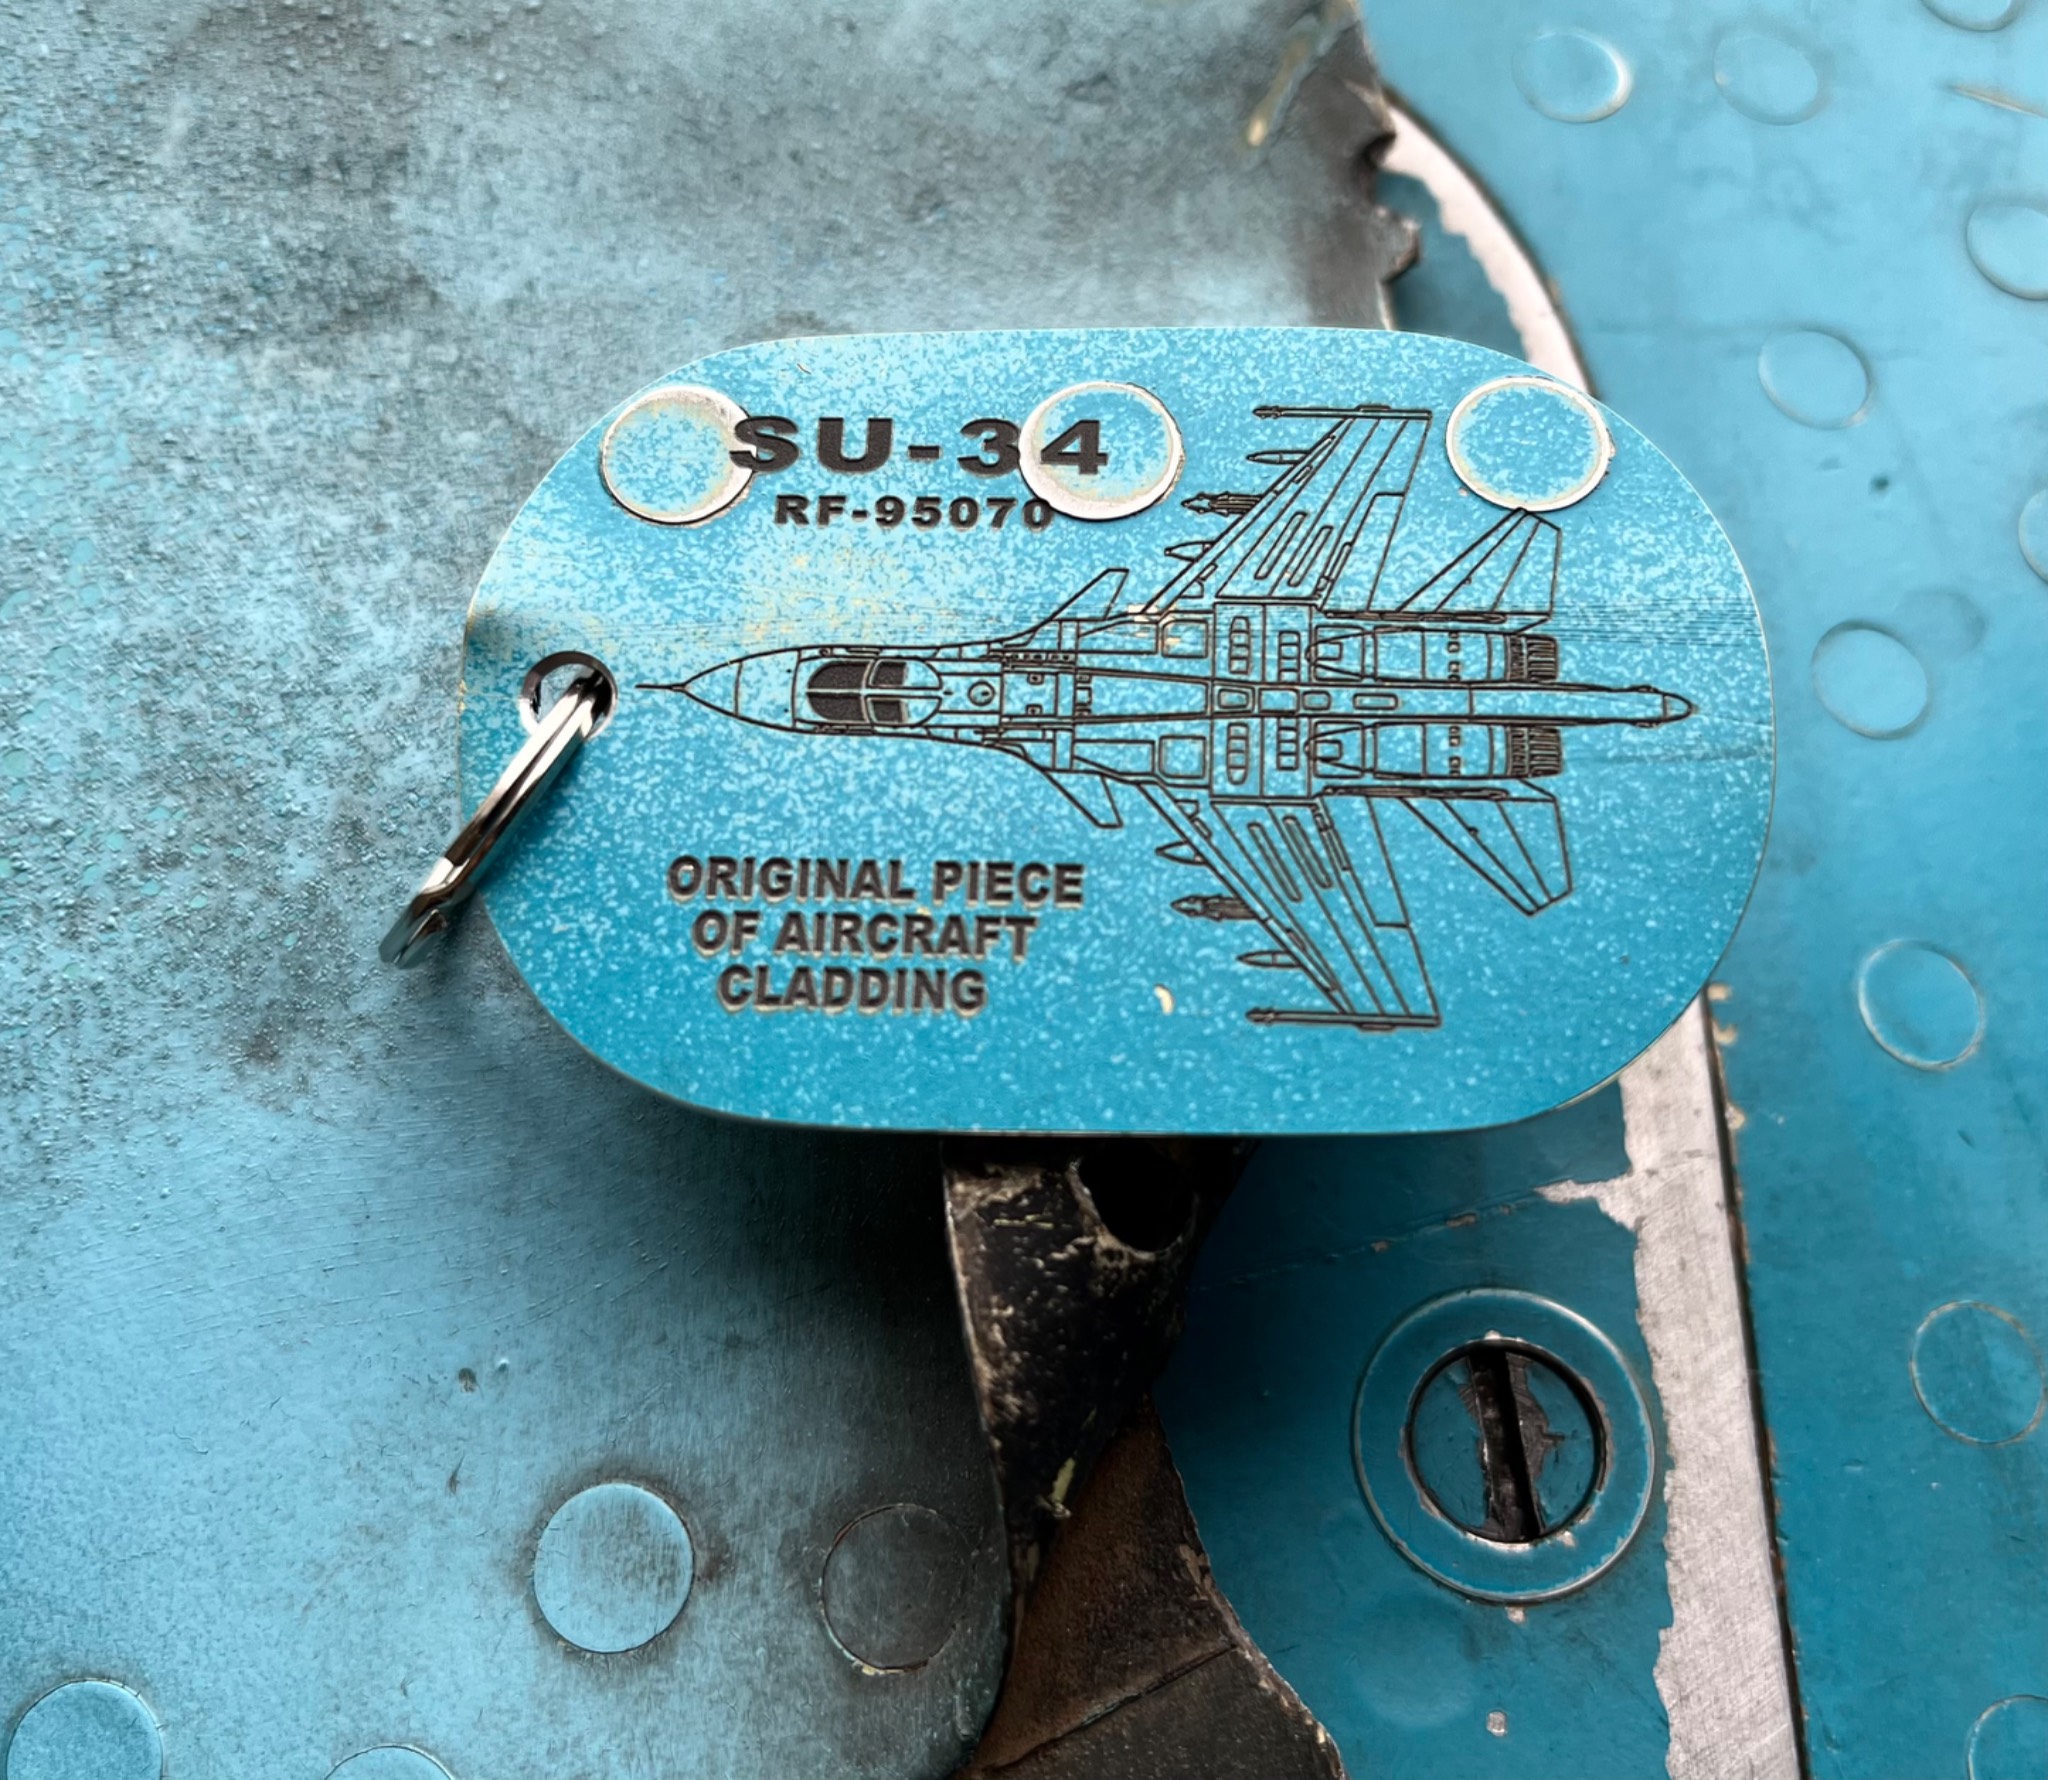 SU-34
RF-95070
ORIGINAL PIECE
OF AIRCRAFT
CLADDING